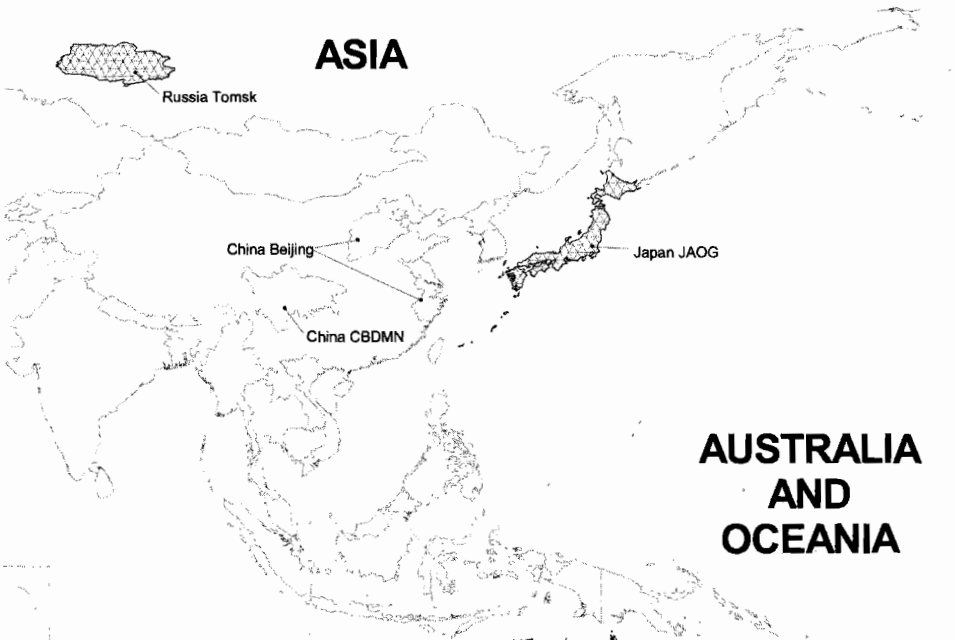 ASIA
Russia Tomsk
China Beijing
Japan JAOG
China CBDMN
AUSTRALIA
AND
OCEANIA